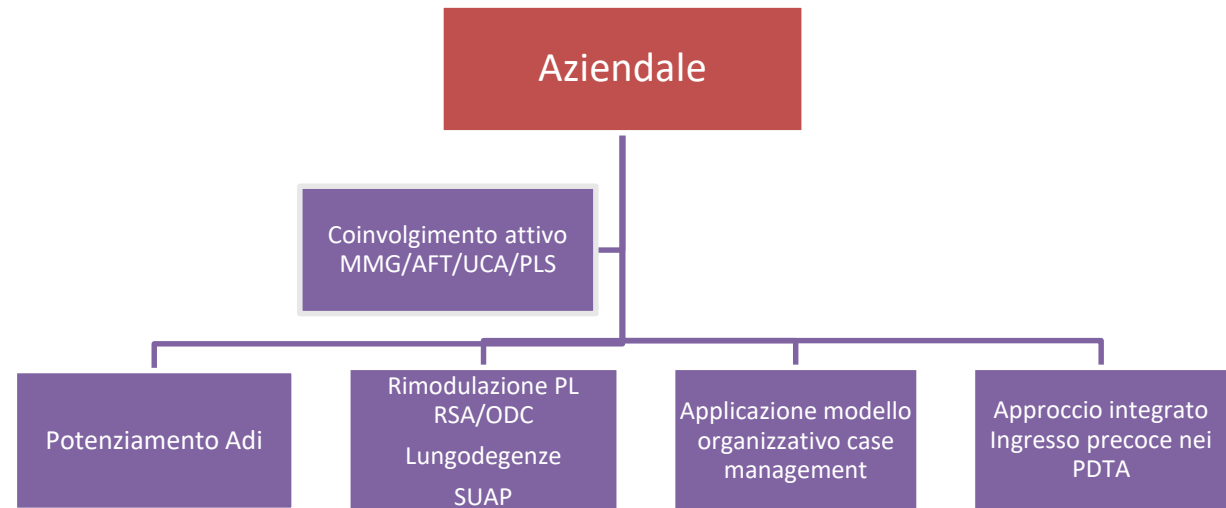 Aziendale
Coinvolgimento attivo
MMG/AFT/UCA/PLS
Potenziamento Adi
Rimodulazione PL
RSA/ODC
Lungodegenze
SUAP
Applicazione modello
organizzativo case
management
Approccio integrato
Ingresso precoce nei
PDTA